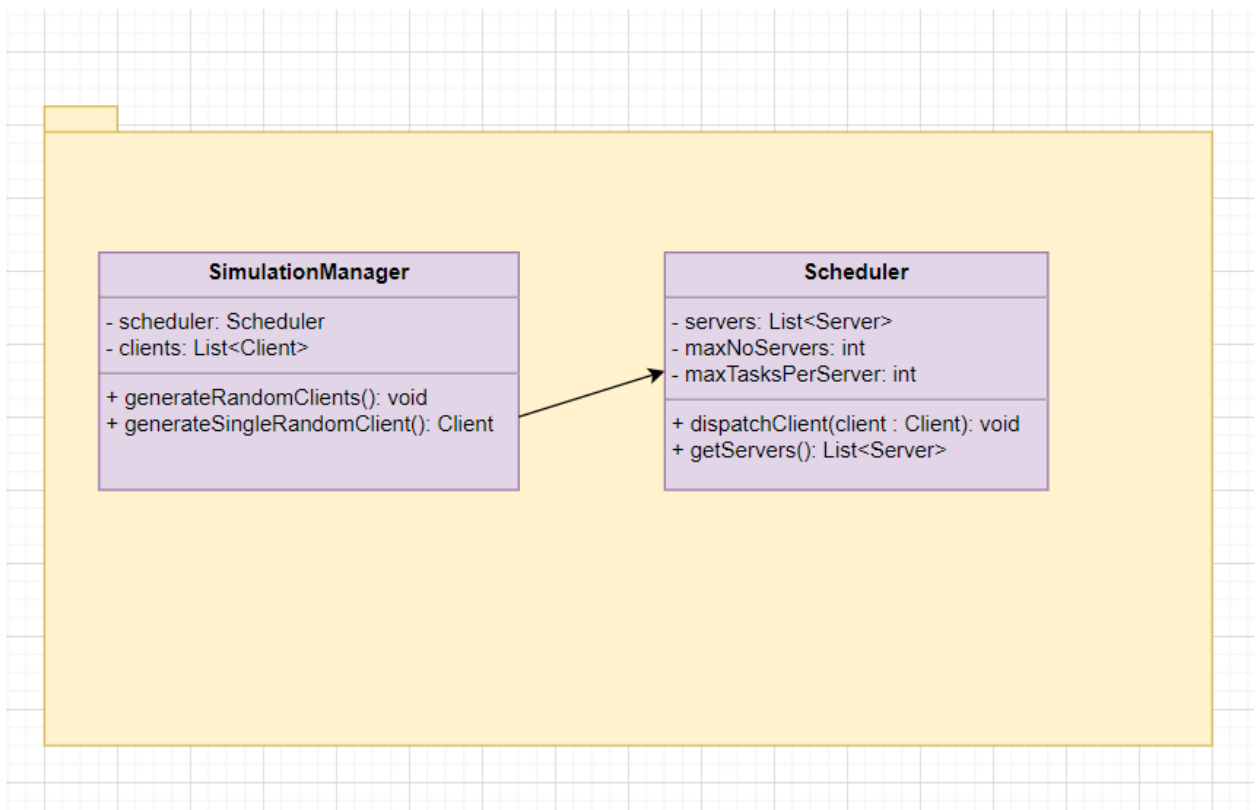 SimulationManager
- scheduler: Scheduler
- clients: List<Client>
+ generateRandomClients(): void
+ generateSingleRandomClient(): Client
Scheduler
- servers: List<Server>
- maxNoServers: int
- maxTasksPerServer: int
+ dispatchClient(client : Client): void
+ getServers(): List<Server>